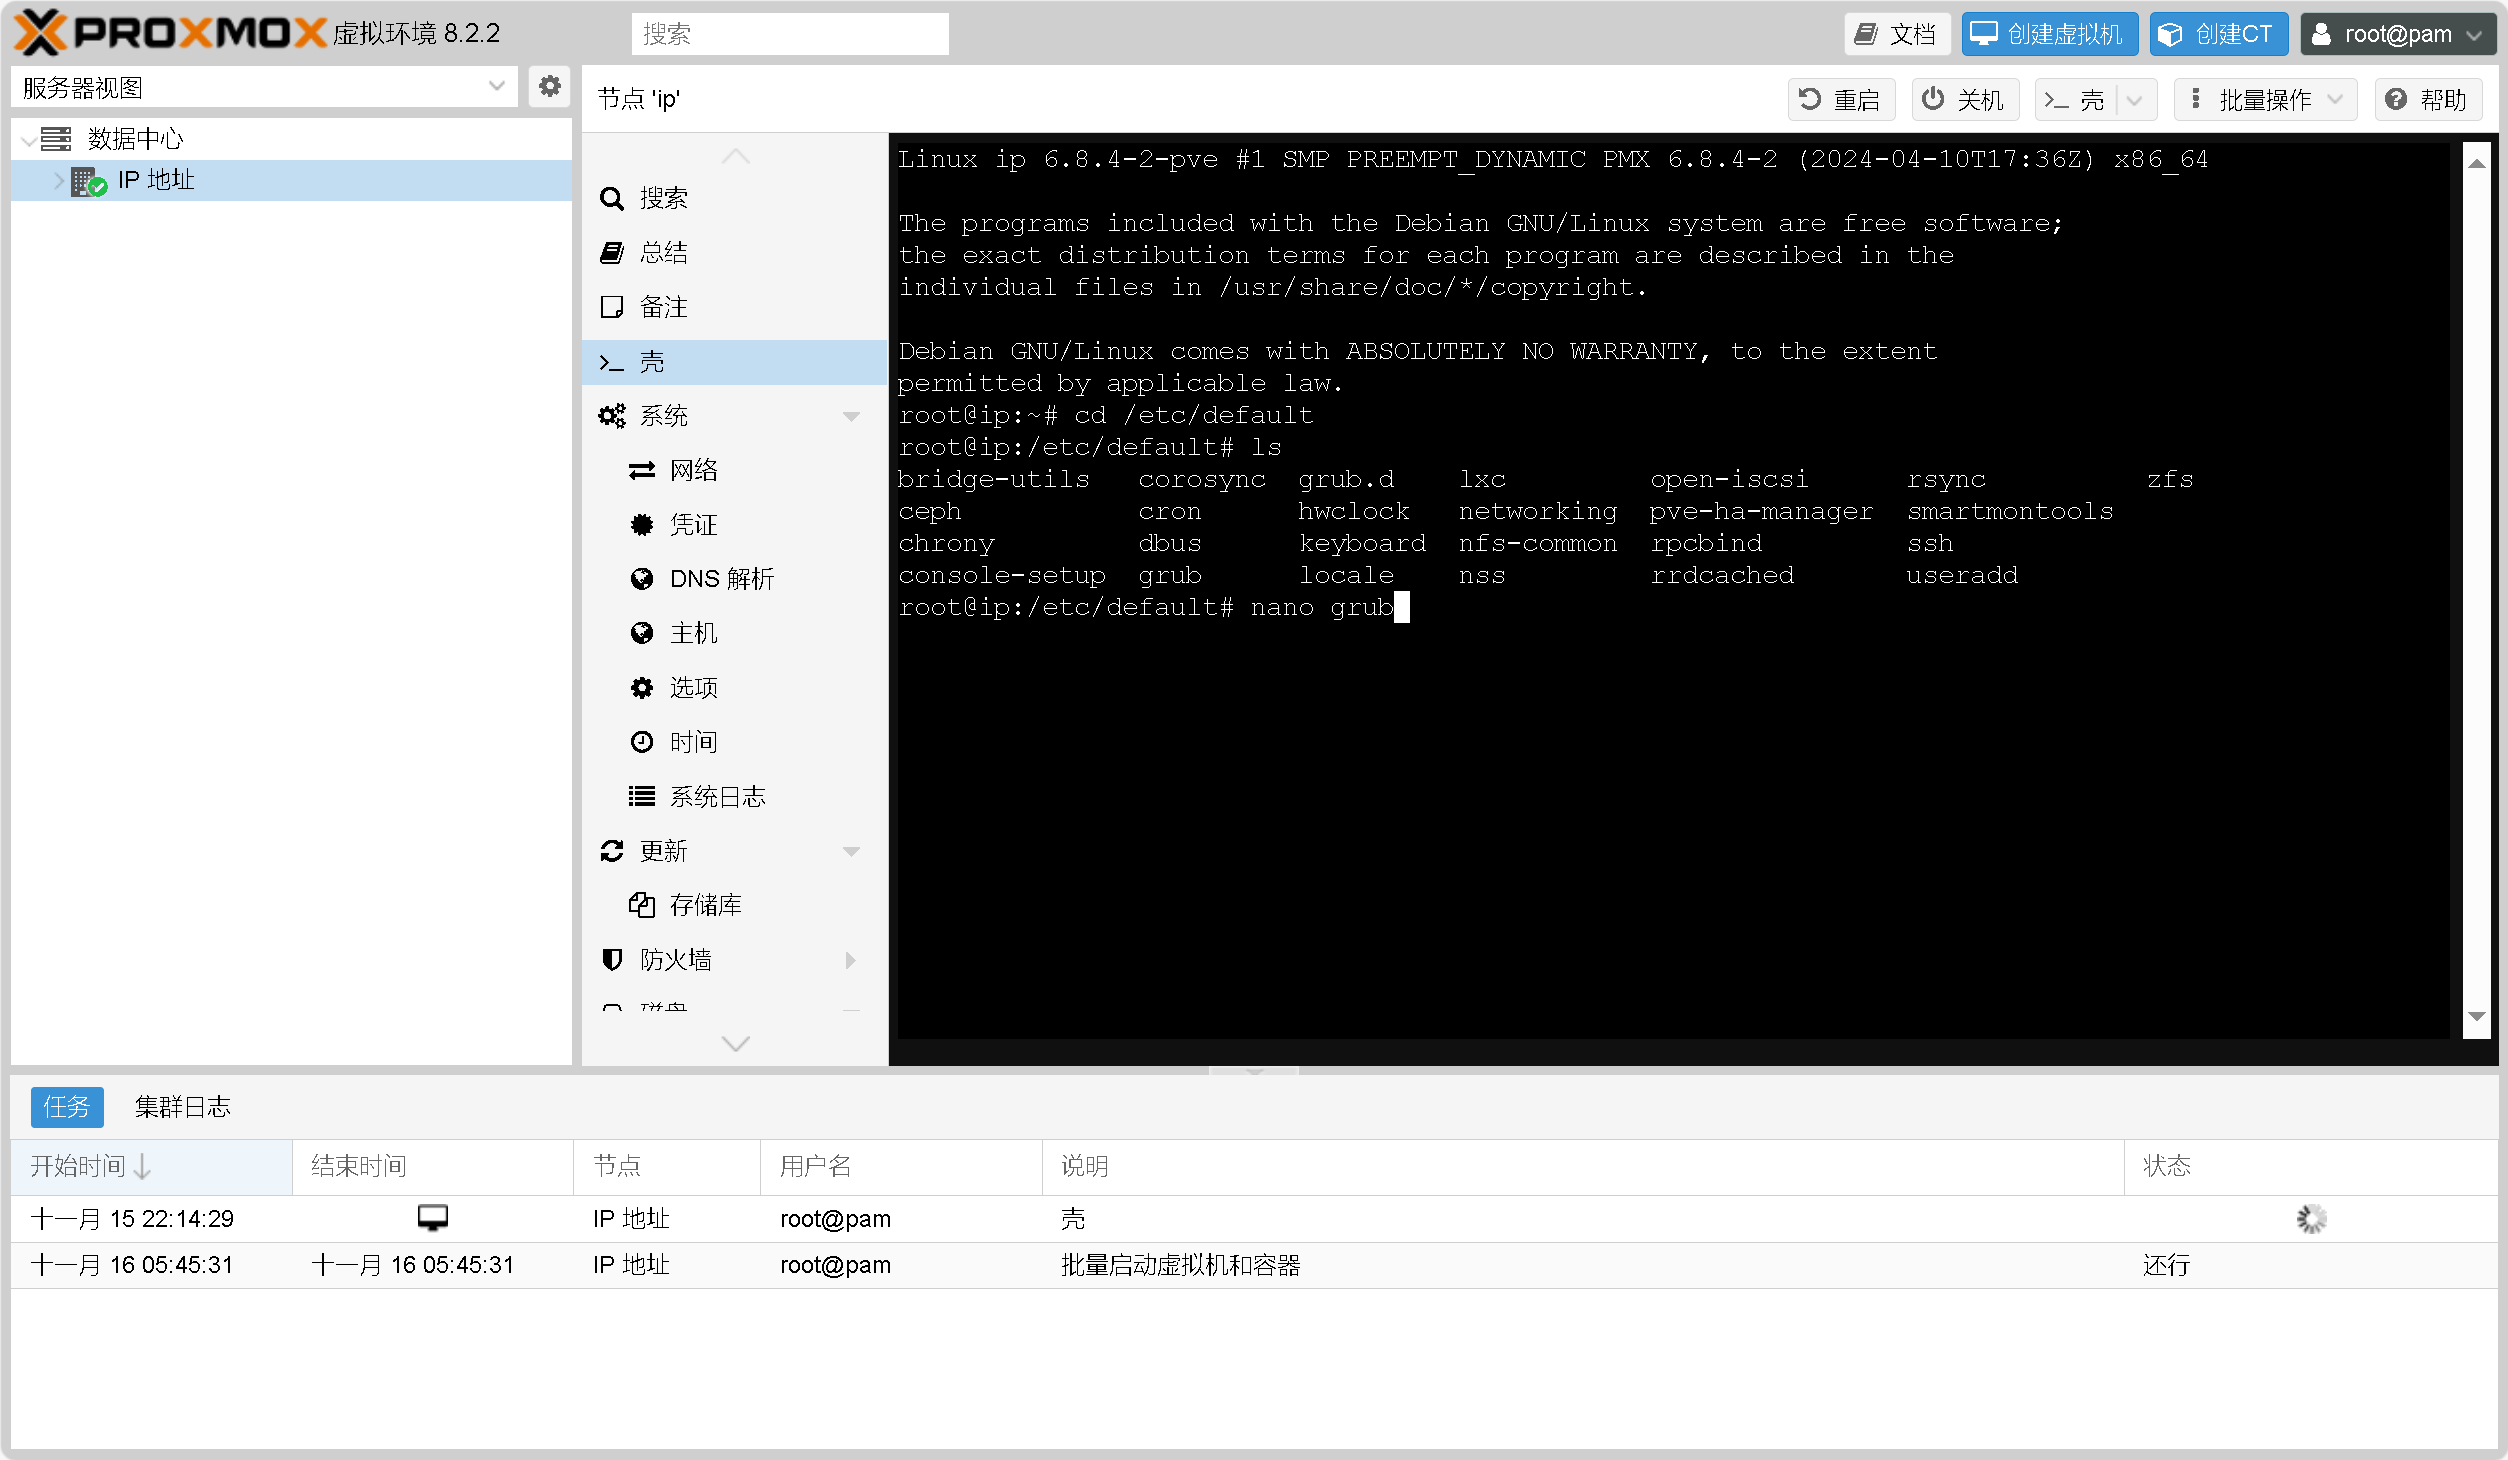 PROXMOX 虚拟环境 8.2.2
搜索
文档
创建虚拟机
创建CT
root@pam
服务器视图
数据中心
IP 地址
节点 'ip'
重启
关机
壳
批量操作
帮助
搜索
总结
备注
壳
系统
网络
凭证
DNS 解析
主机
选项
时间
系统日志
更新
存储库
防火墙
磁盘
Linux ip 6.8.4-2-pve #1 SMP PREEMPT_DYNAMIC PMX 6.8.4-2 (2024-04-10T17:36Z) x86_64
The programs included with the Debian GNU/Linux system are free software;
the exact distribution terms for each program are described in the
individual files in /usr/share/doc/*/copyright.
Debian GNU/Linux comes with ABSOLUTELY NO WARRANTY, to the extent
permitted by applicable law.
root@ip:~# cd /etc/default
root@ip:/etc/default# ls
bridge-utils corosync grub.d lxc open-iscsi rsync zfs
ceph cron hwclock networking pve-ha-manager smartmontools
chrony dbus keyboard nfs-common rpcbind ssh
console-setup grub locale nss rrdcached useradd
root@ip:/etc/default# nano grub
任务 集群日志
开始时间 结束时间 节点 用户名 说明 状态
十一月 15 22:14:29 IP 地址 root@pam 壳
十一月 16 05:45:31 十一月 16 05:45:31 IP 地址 root@pam 批量启动虚拟机和容器 还行